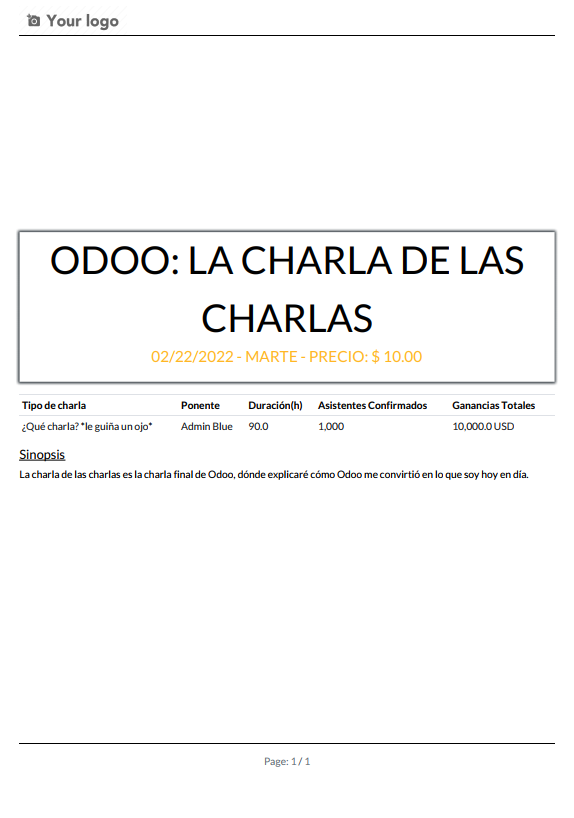 Your logo
ODOO: LA CHARLA DE LAS
CHARLAS
02/22/2022 - MARTE - PRECIO: $ 10.00
Tipo de charla Ponente Duración(h) Asistentes Confirmados Ganancias Totales
¿Qué charla? *le guiña un ojo* Admin Blue 90.0 1,000 10,000.0 USD
Sinopsis
La charla de las charlas es la charla final de Odoo, dónde explicaré cómo Odoo me convirtió en lo que soy hoy en día.
Page: 1 / 1